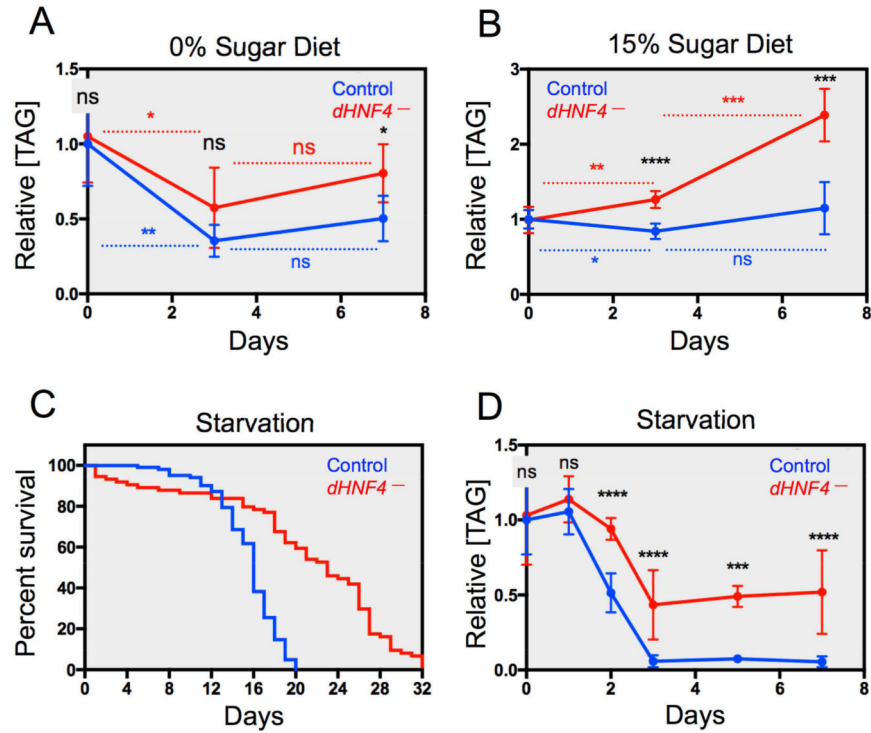 A
0% Sugar Diet
Relative [TAG]
1.5
1.0
0.5
0.0
Control
dHNF4 —
ns
*
ns
ns
*
**
ns
0 2 4 6 8
Days
B
15% Sugar Diet
Relative [TAG]
3
2
1
0
Control
dHNF4 —
***
***
****
**
*
ns
0 2 4 6 8
Days
C
Starvation
Percent survival
100
80
60
40
20
0
Control
dHNF4 —
0 4 8 12 16 20 24 28 32
Days
D
Starvation
Relative [TAG]
1.5
1.0
0.5
0.0
Control
dHNF4 —
ns
ns
****
****
***
****
0 2 4 6 8
Days